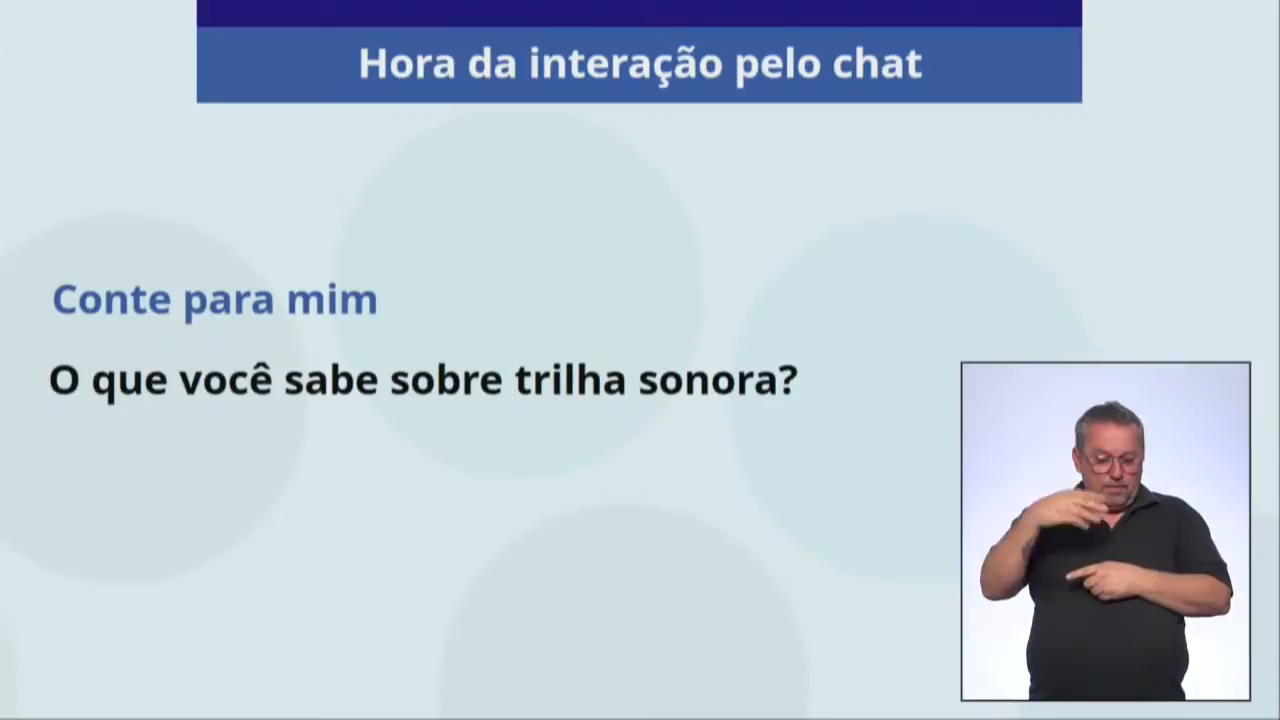 Hora da interação pelo chat
Conte para mim
O que você sabe sobre trilha sonora?